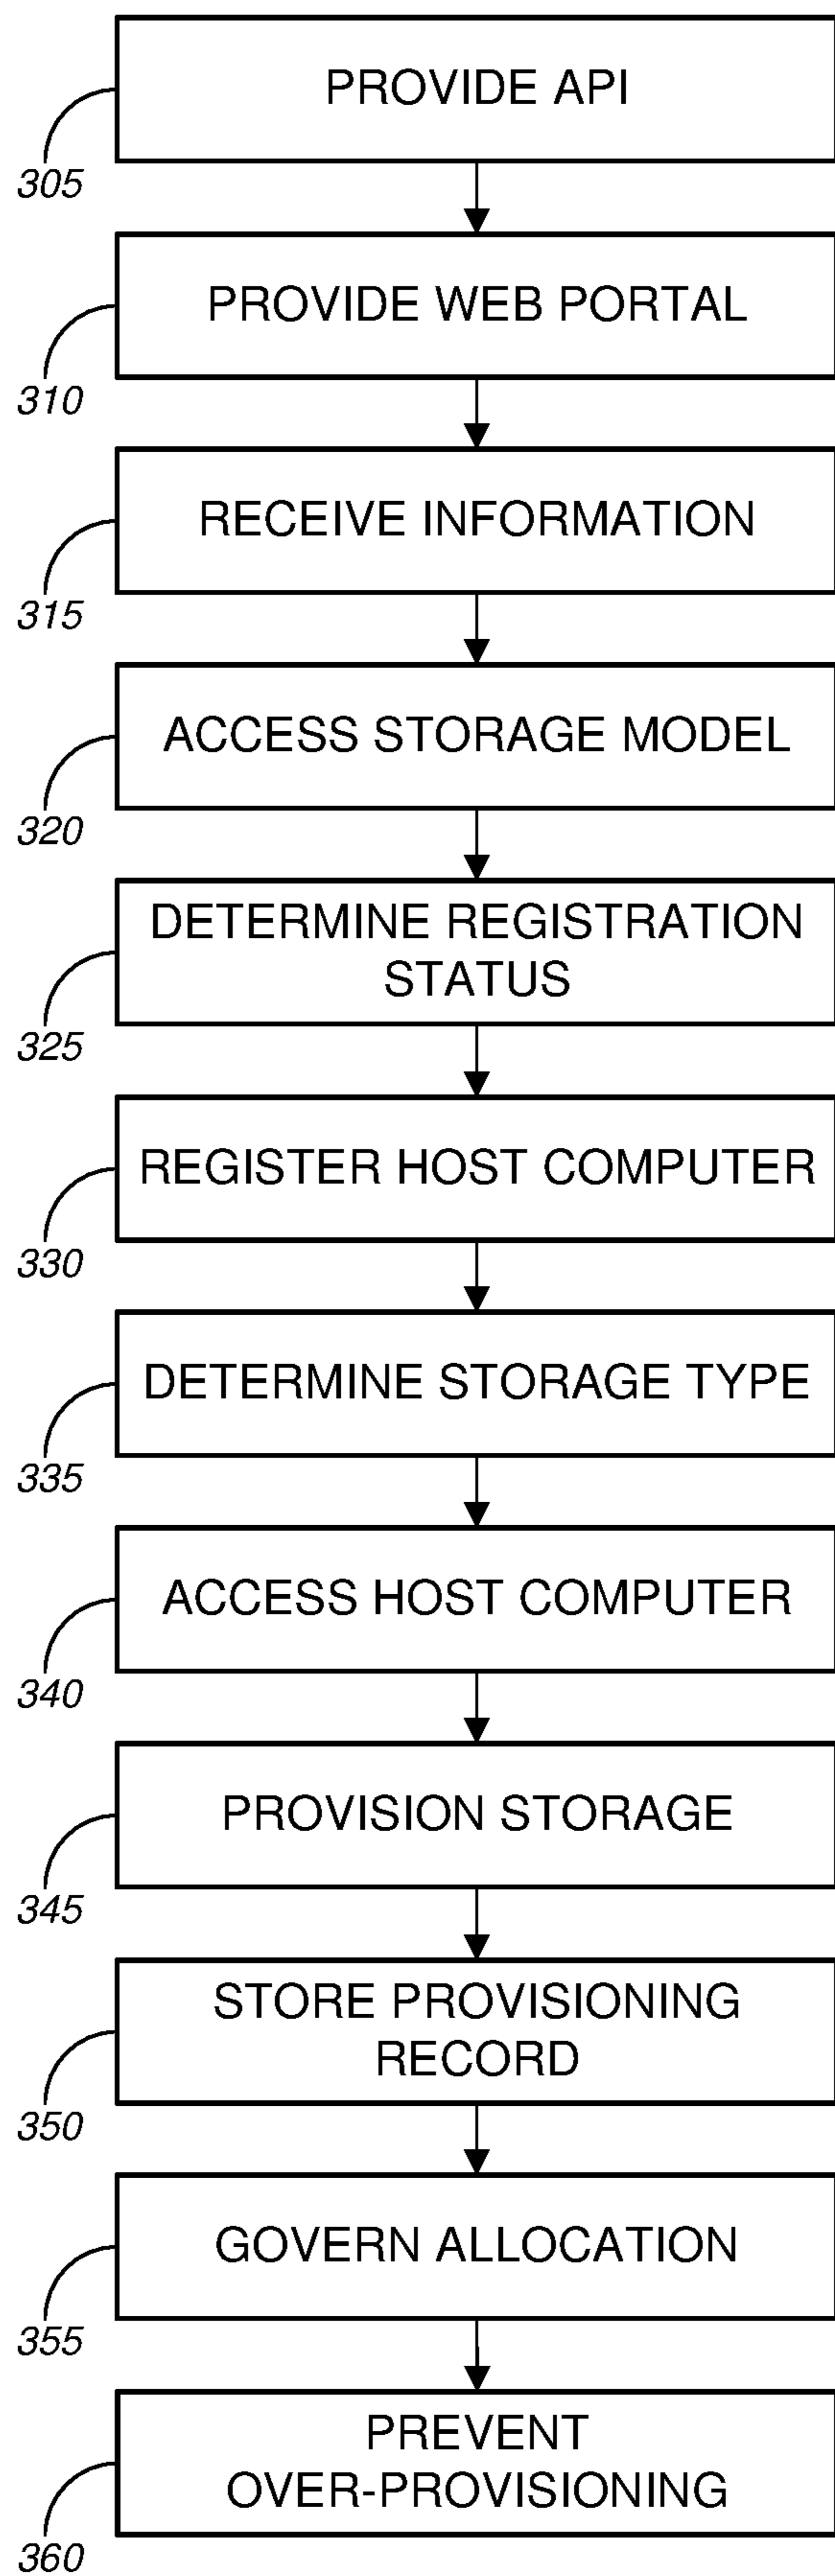 PROVIDE API
305
PROVIDE WEB PORTAL
310
RECEIVE INFORMATION
315
ACCESS STORAGE MODEL
320
DETERMINE REGISTRATION
STATUS
325
REGISTER HOST COMPUTER
330
DETERMINE STORAGE TYPE
335
ACCESS HOST COMPUTER
340
PROVISION STORAGE
345
STORE PROVISIONING
RECORD
350
GOVERN ALLOCATION
355
PREVENT
OVER-PROVISIONING
360